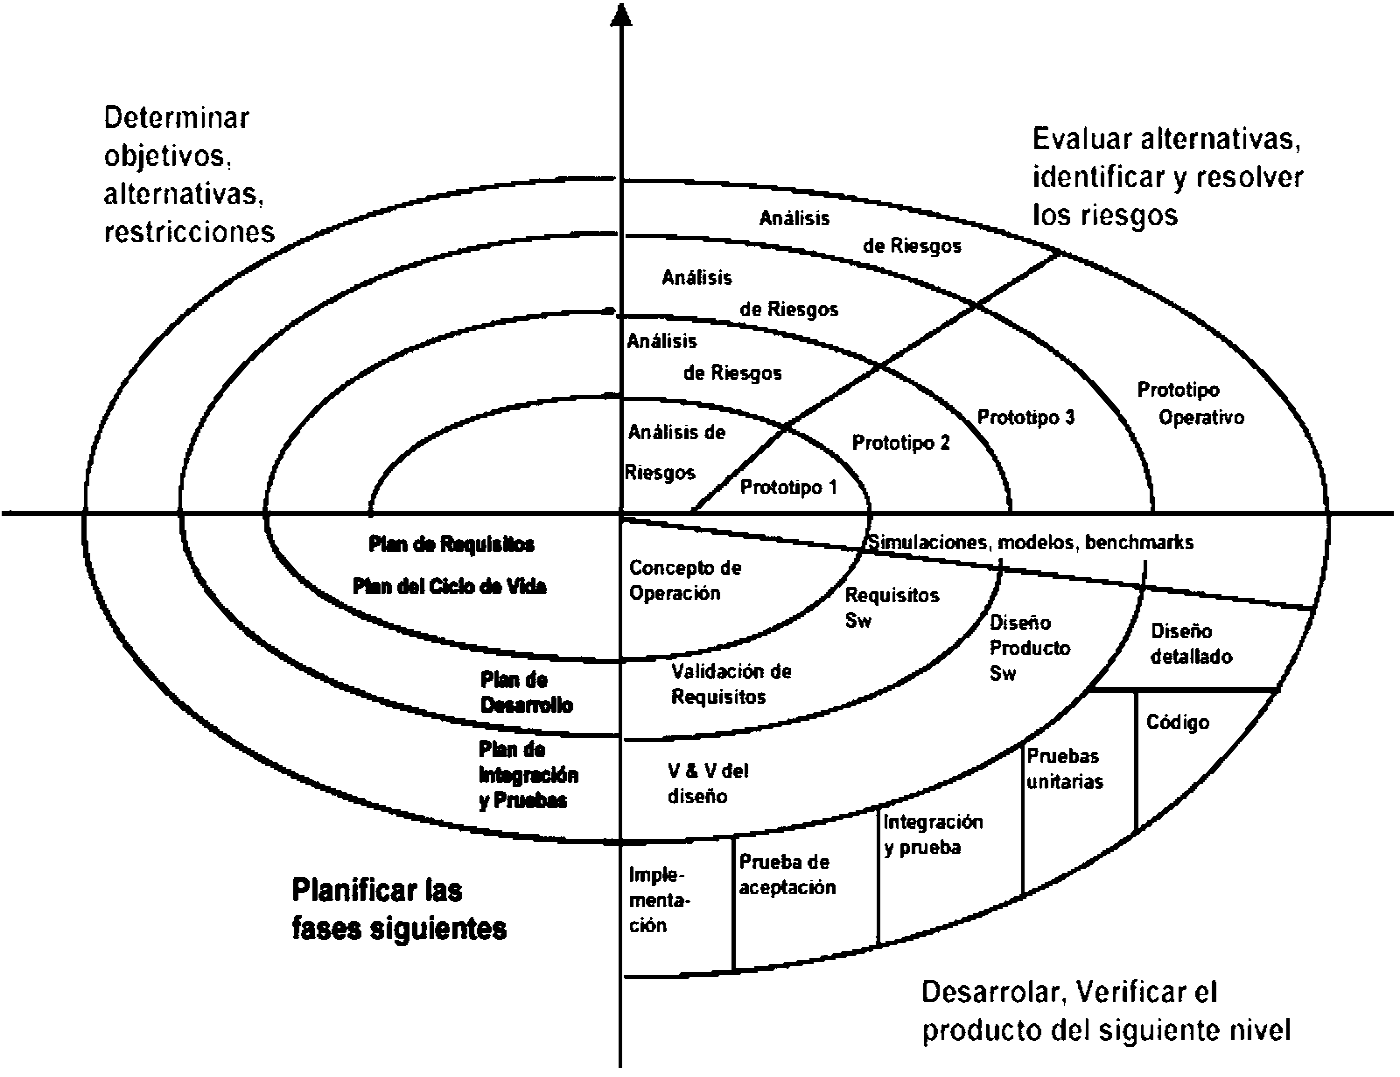 Determinar
objetivos,
alternativas,
restricciones
Evaluar alternativas,
identificar y resolver
los riesgos
Análisis
de Riesgos
Análisis
de Riesgos
Análisis
de Riesgos
Análisis de
Riesgos
Prototipo 1
Prototipo 2
Prototipo 3
Prototipo
Operativo
Simulaciones, modelos, benchmarks
Plan de Requisitos
Plan del Ciclo de Vida
Concepto de
Operación
Requisitos
Sw
Diseño
Producto
Sw
Diseño
detallado
Plan de
Desarrollo
Validación de
Requisitos
Código
Plan de
Integración
y Pruebas
V & V del
diseño
Pruebas
unitarias
Integración
y prueba
Prueba de
aceptación
Imple-
menta-
ción
Planificar las
fases siguientes
Desarrolar, Verificar el
producto del siguiente nivel